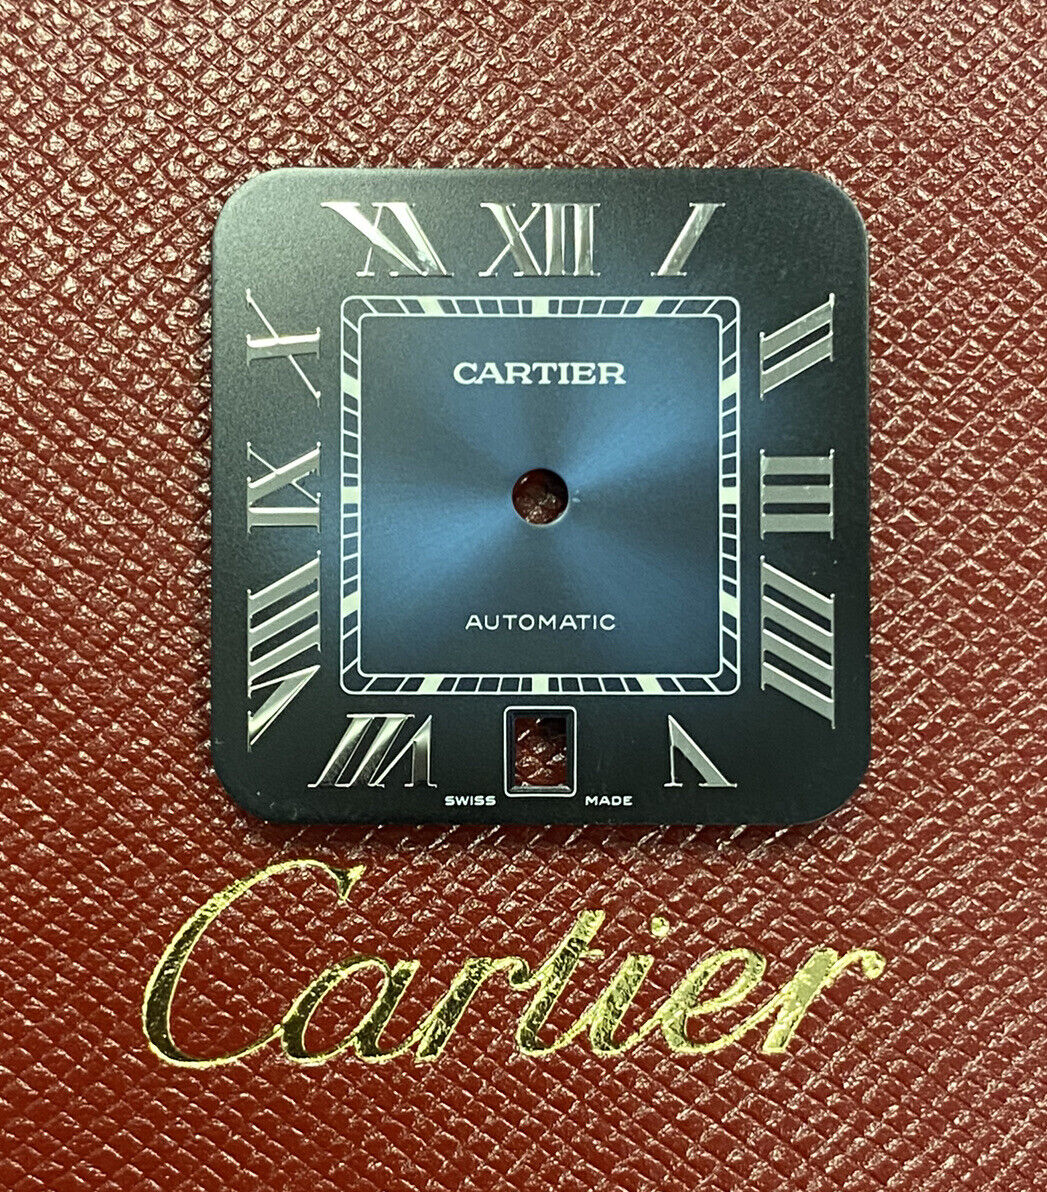 XI XII I
X II
CARTIER
IX III
AUTOMATIC
VIII IIII
VII V
SWISS MADE
Cartier